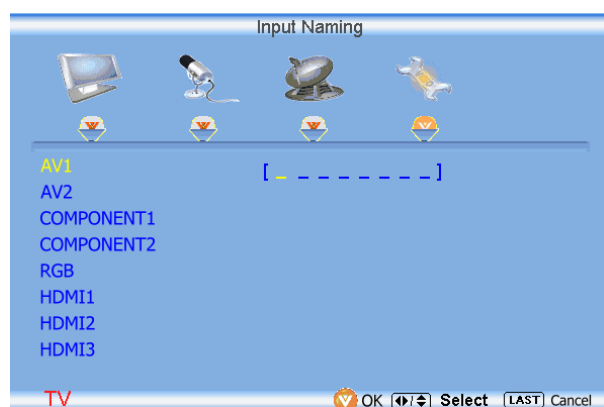 Input Naming
AV1 [ _ _ _ _ _ _ _ _ ]
AV2
COMPONENT1
COMPONENT2
RGB
HDMI1
HDMI2
HDMI3
TV OK Select LAST Cancel